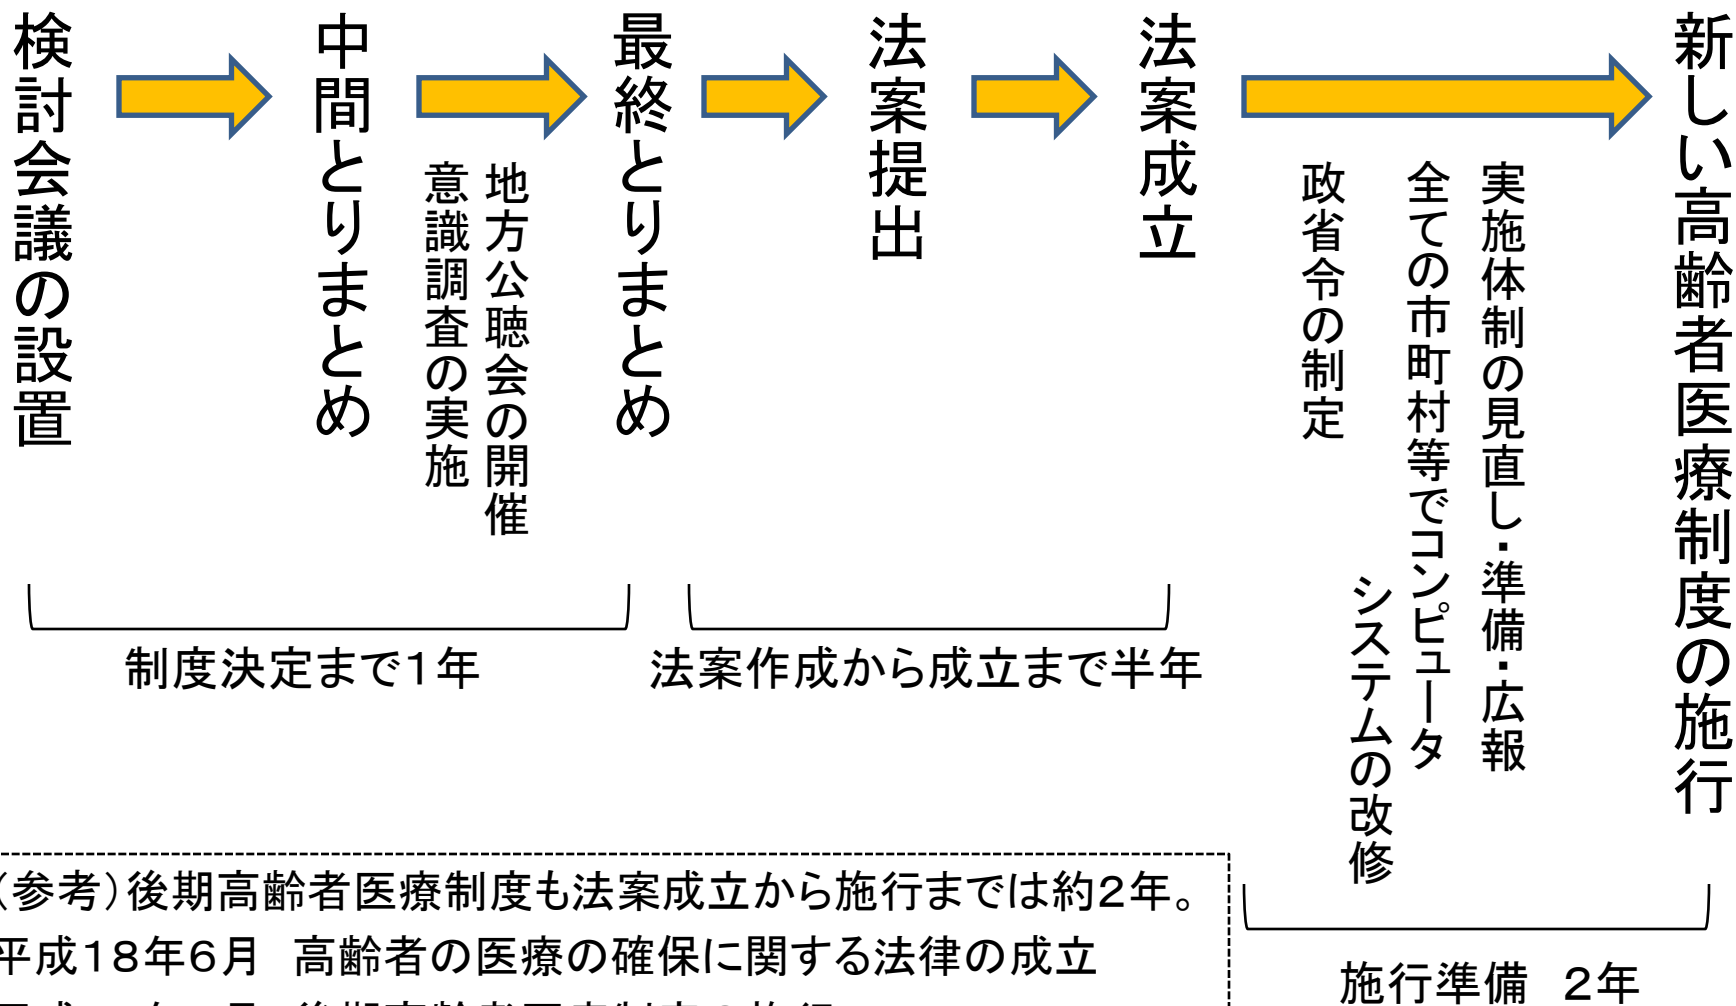 検討会議の設置
中間とりまとめ
地方公聴会の開催
意識調査の実施
最終とりまとめ
法案提出
法案成立
実施体制の見直し・準備・広報
全ての市町村等でコンピュータ
システムの改修
政省令の制定
新しい高齢者医療制度の施行
制度決定まで1年
法案作成から成立まで半年
施行準備　2年
(参考)後期高齢者医療制度も法案成立から施行までは約2年。
平成18年6月　高齢者の医療の確保に関する法律の成立